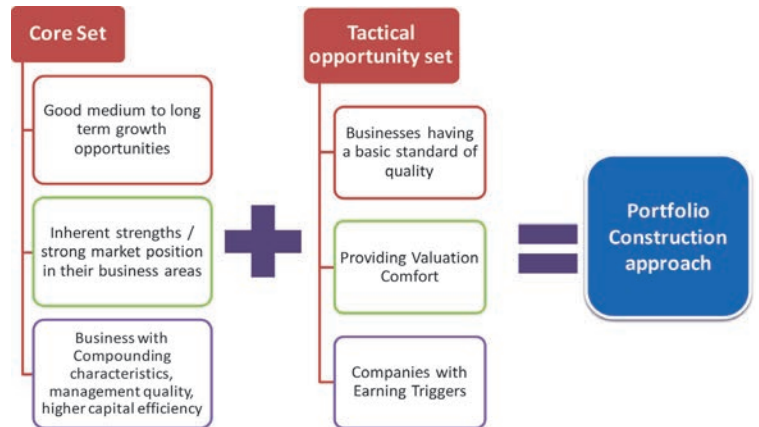 Core Set
Good medium to long
term growth
opportunities
Inherent strengths /
strong market position
in their business areas
Business with
Compounding
characteristics,
management quality,
higher capital efficiency
Tactical
opportunity set
Businesses having
a basic standard of
quality
Providing Valuation
Comfort
Companies with
Earning Triggers
Portfolio
Construction
approach